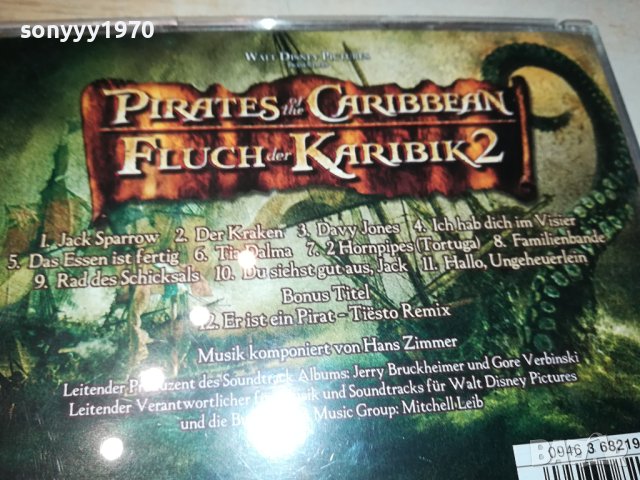 sonyyy1970
WALT DISNEY PICTURES
PIRATES of the CARIBBEAN
FLUCH der KARIBIK 2
1. Jack Sparrow 2. Der Kraken 3. Davy Jones 4. Ich hab dich im Visier
5. Das Essen ist fertig 6. Tia Dalma 7. 2 Hornpipes (Tortuga) 8. Familienbande
9. Rad des Schicksals 10. Du siehst gut aus, Jack 11. Hallo, Ungeheuerlein
Bonus Titel
12. Er ist ein Pirat - Tiësto Remix
Musik komponiert von Hans Zimmer
Leitender Produzent des Soundtrack Albums: Jerry Bruckheimer und Gore Verbinski
Leitender Verantwortlicher für Musik und Soundtracks für Walt Disney Pictures
und die Music Group: Mitchell Leib
0946 3 68219